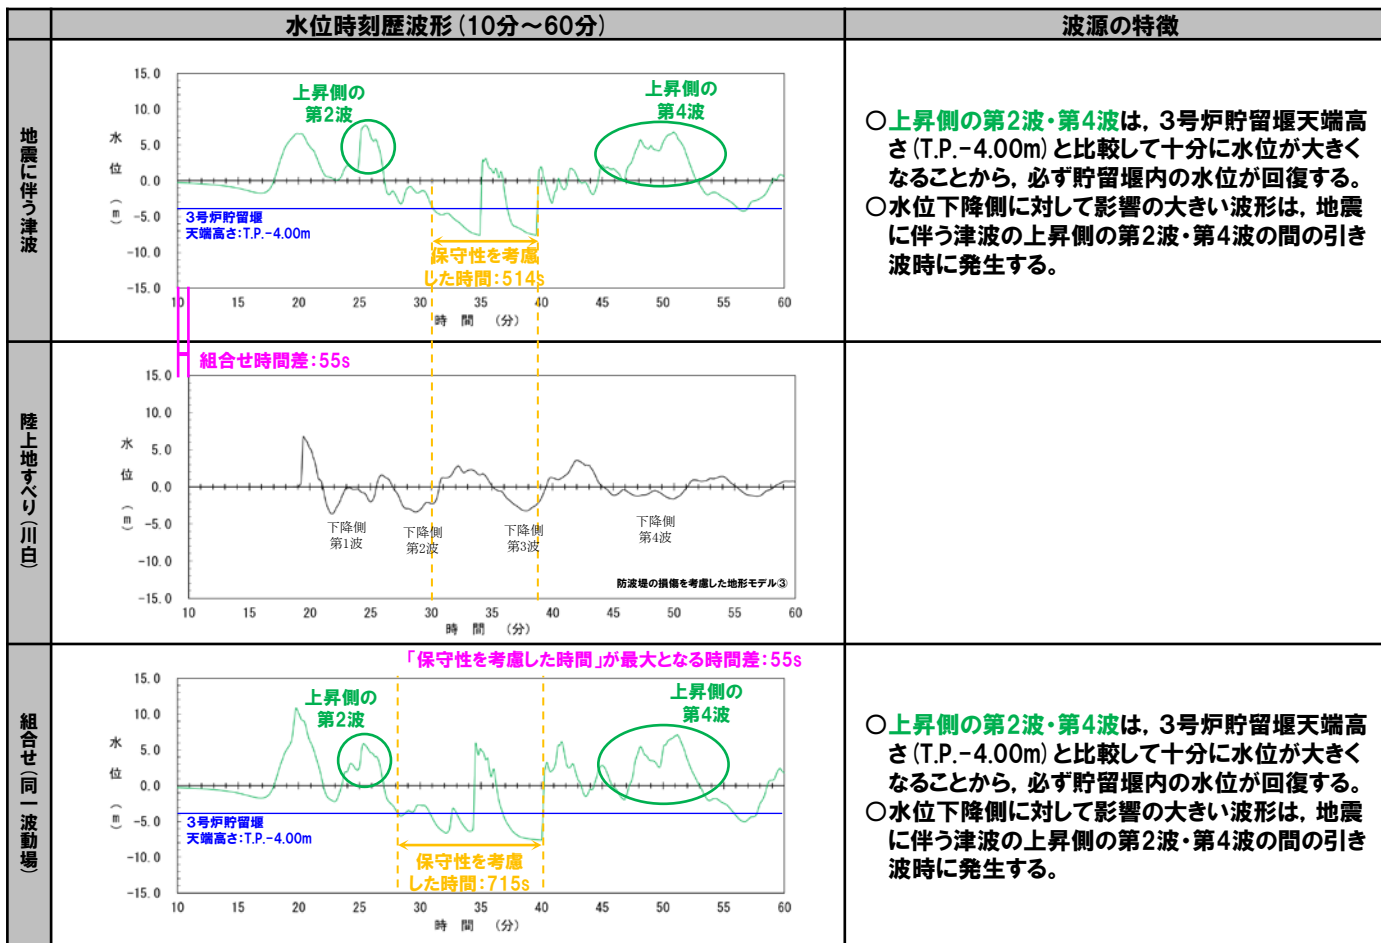 水位時刻歴波形(10分～60分)
波源の特徴
地震に伴う津波
15.0
10.0
5.0
0.0
-5.0
-10.0
-15.0
水位(m)
上昇側の
第2波
上昇側の
第4波
3号炉貯留堰
天端高さ:T.P.-4.00m
保守性を考慮
した時間:514s
10 15 20 25 30 35 40 45 50 55 60
時間 (分)
○上昇側の第2波・第4波は，3号炉貯留堰天端高
さ(T.P.-4.00m)と比較して十分に水位が大きく
なることから，必ず貯留堰内の水位が回復する。
○水位下降側に対して影響の大きい波形は，地震
に伴う津波の上昇側の第2波・第4波の間の引き
波時に発生する。
陸上地すべり(川白)
組合せ時間差:55s
15.0
10.0
5.0
0.0
-5.0
-10.0
-15.0
水位(m)
下降側
第1波
下降側
第2波
下降側
第3波
下降側
第4波
防波堤の損傷を考慮した地形モデル③
10 15 20 25 30 35 40 45 50 55 60
時間 (分)
組合せ(同一波動場)
「保守性を考慮した時間」が最大となる時間差:55s
15.0
10.0
5.0
0.0
-5.0
-10.0
-15.0
水位(m)
上昇側の
第2波
上昇側の
第4波
3号炉貯留堰
天端高さ:T.P.-4.00m
保守性を考慮
した時間:715s
10 15 20 25 30 35 40 45 50 55 60
時間 (分)
○上昇側の第2波・第4波は，3号炉貯留堰天端高
さ(T.P.-4.00m)と比較して十分に水位が大きく
なることから，必ず貯留堰内の水位が回復する。
○水位下降側に対して影響の大きい波形は，地震
に伴う津波の上昇側の第2波・第4波の間の引き
波時に発生する。